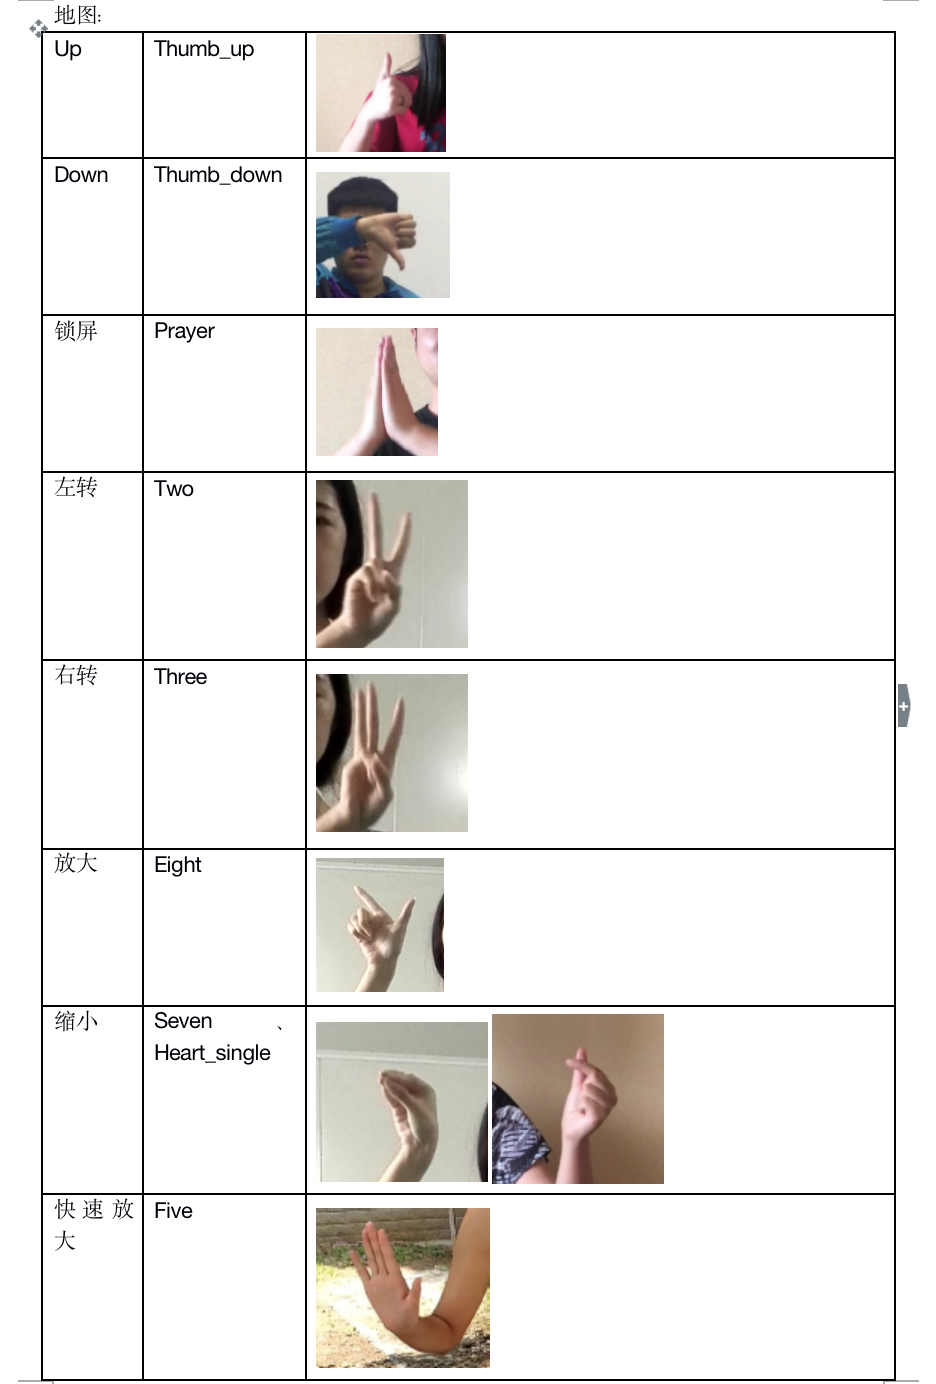 地图:
Up Thumb_up
Down Thumb_down
锁屏 Prayer
左转 Two
右转 Three
放大 Eight
缩小 Seven 、
Heart_single
快速放 Five
大